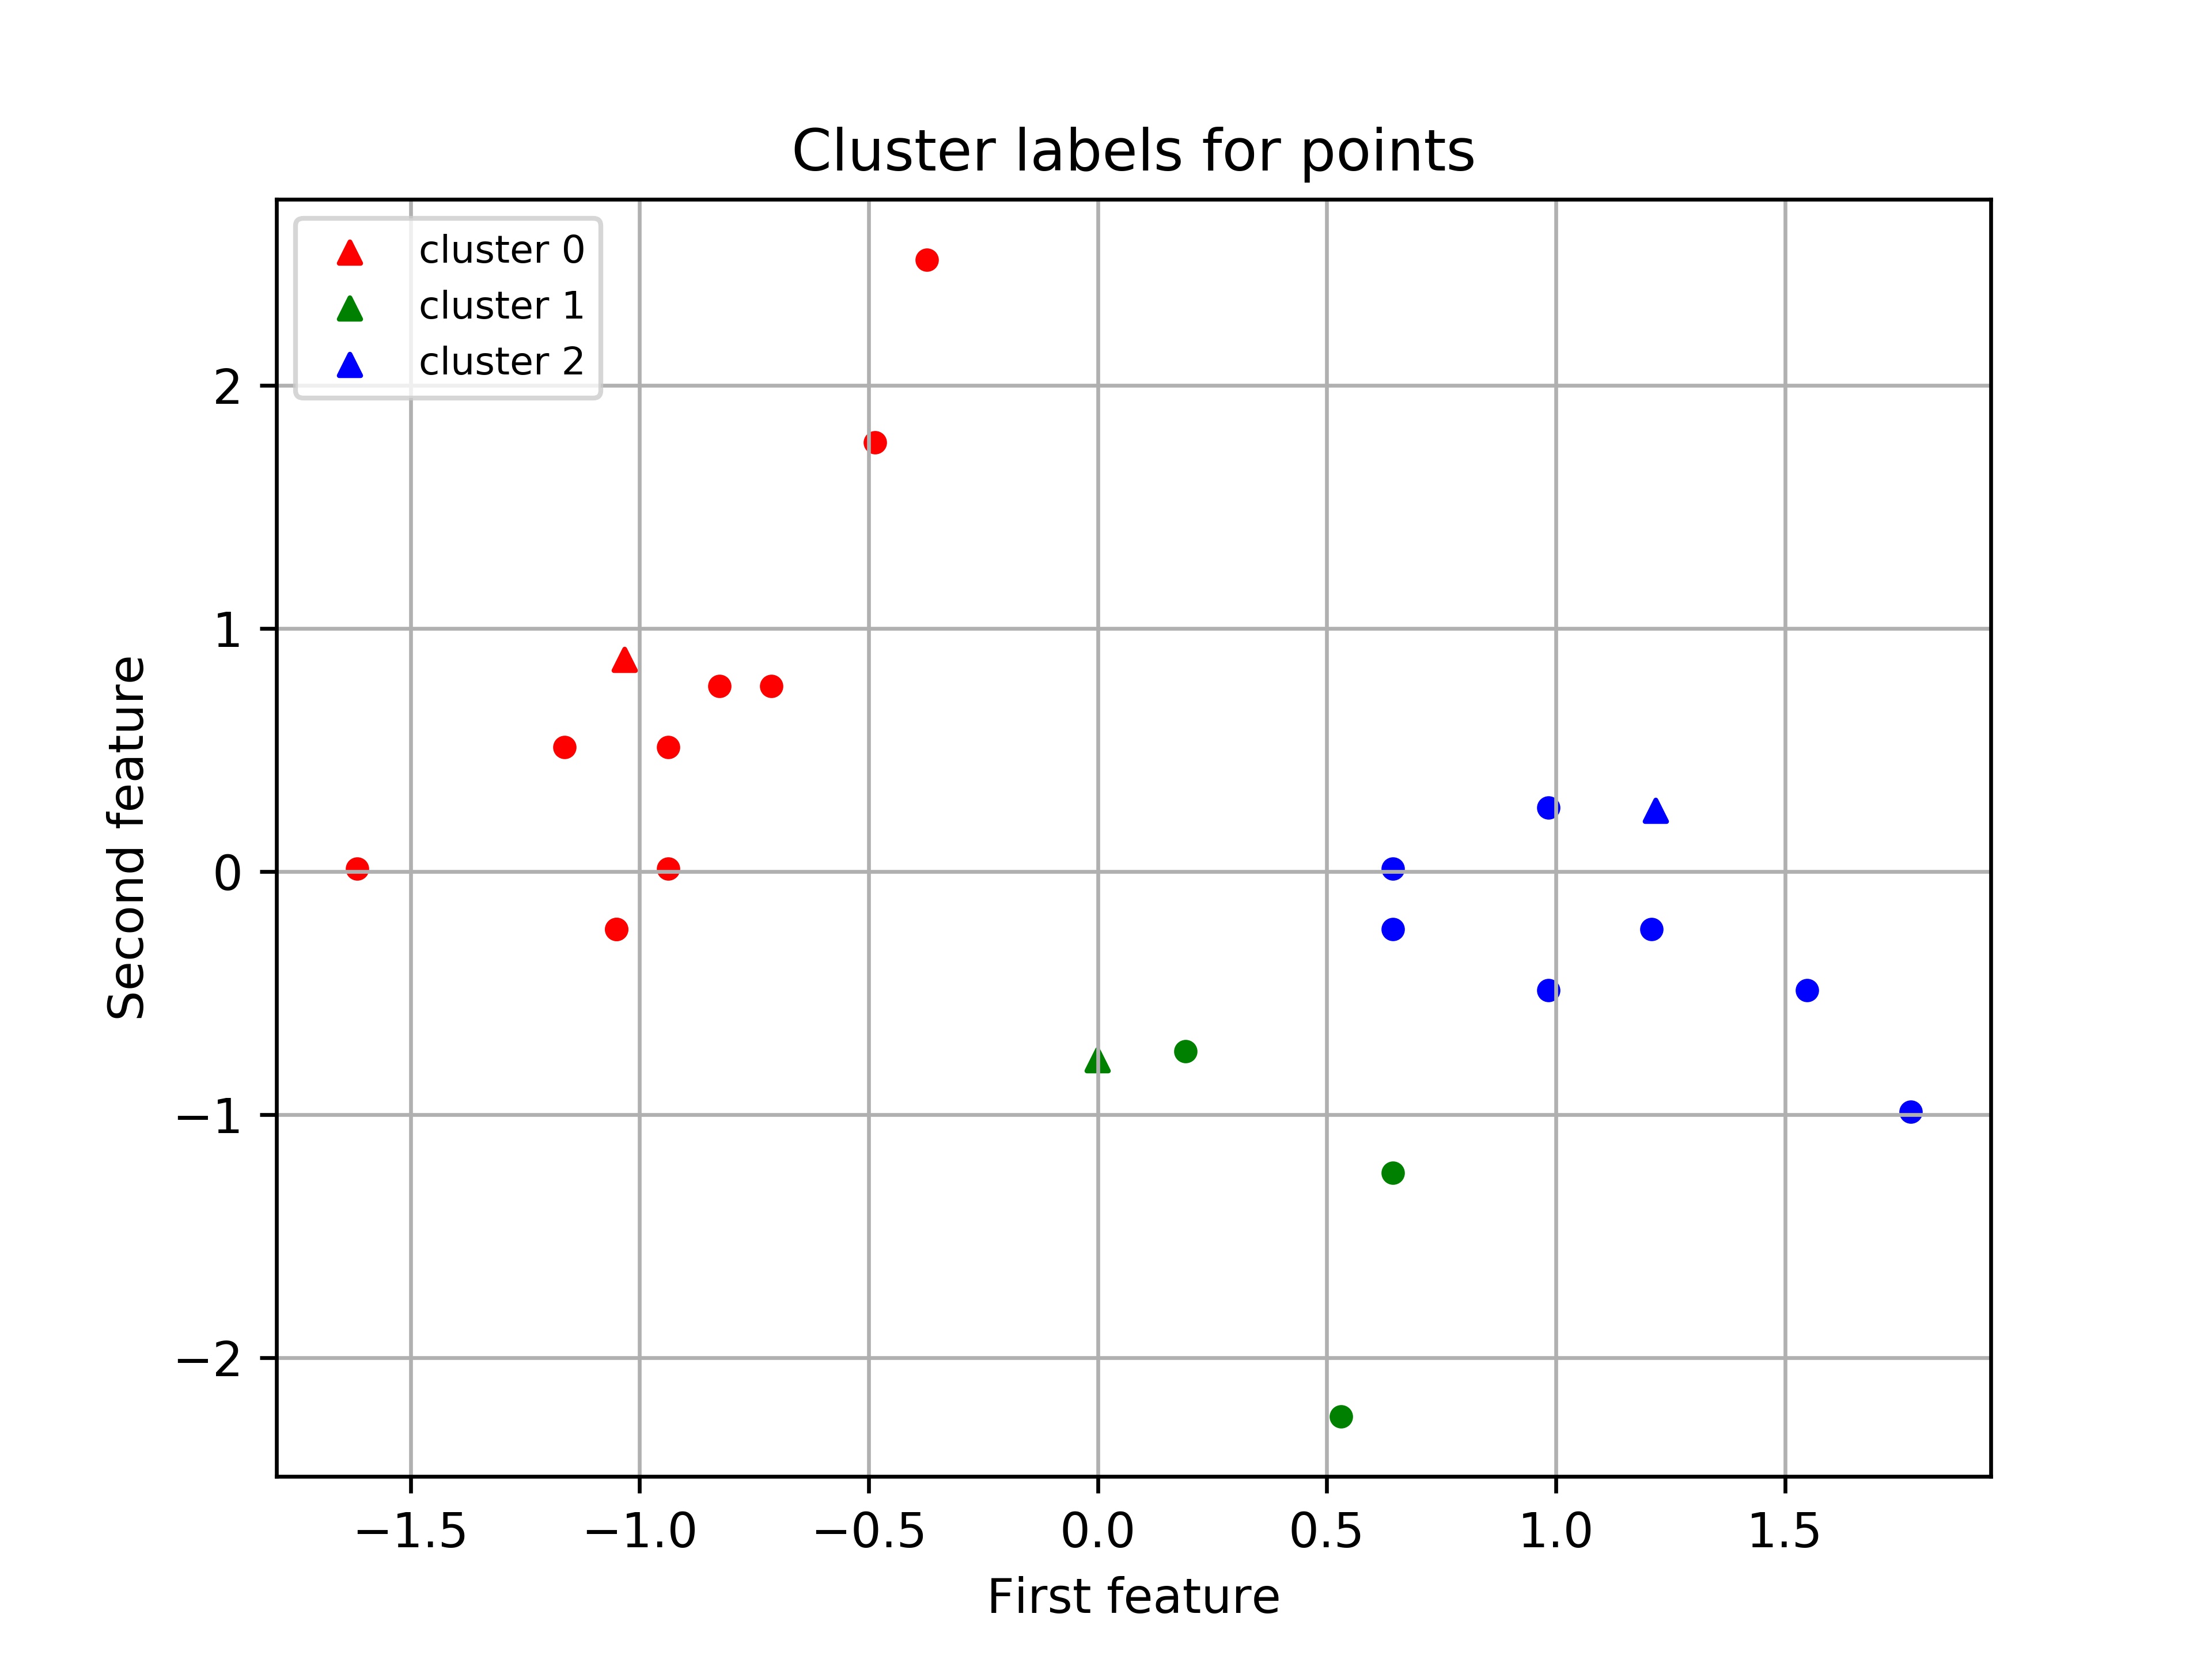 Cluster labels for points
cluster 0
cluster 1
cluster 2
2
1
0
−1
−2
Second feature
−1.5 −1.0 −0.5 0.0 0.5 1.0 1.5
First feature